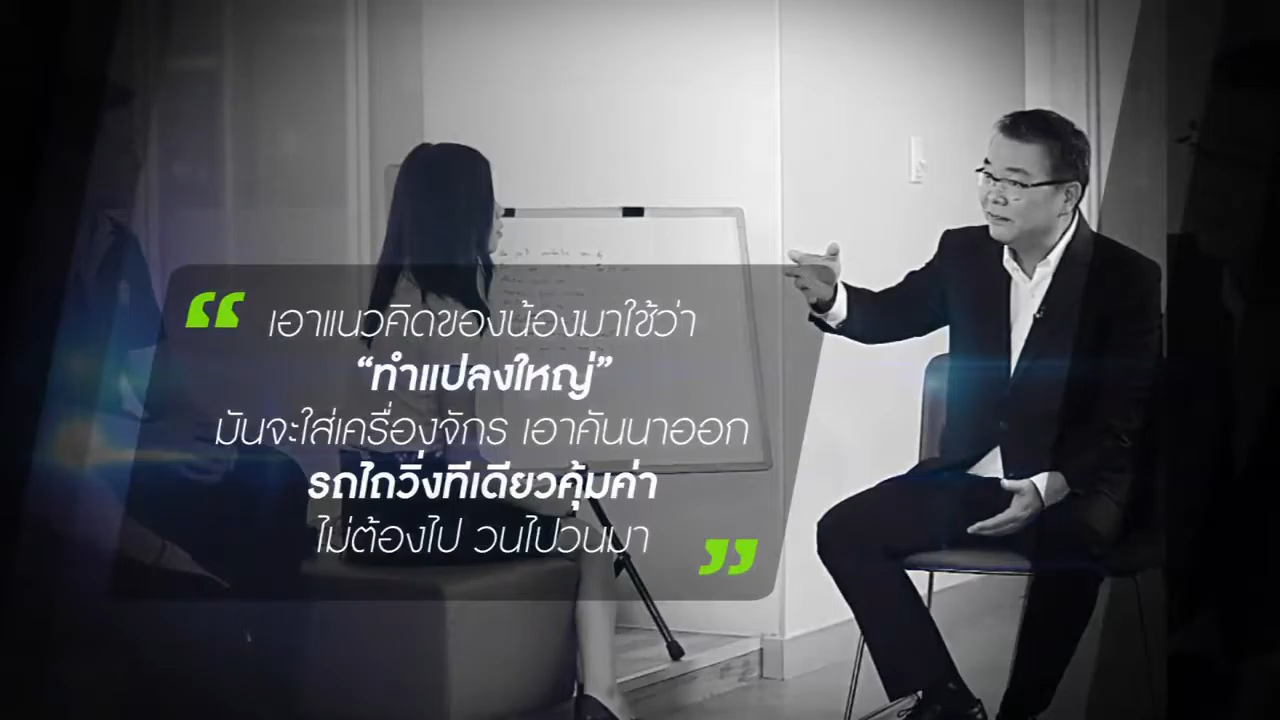 “ เอาแนวคิดของน้องมาใช้ว่า
“ทำแปลงใหญ่”
มันจะใส่เครื่องจักร เอาคันนาออก
รถไถวิ่งทีเดียวคุ้มค่า
ไม่ต้องไป วนไปวนมา ”